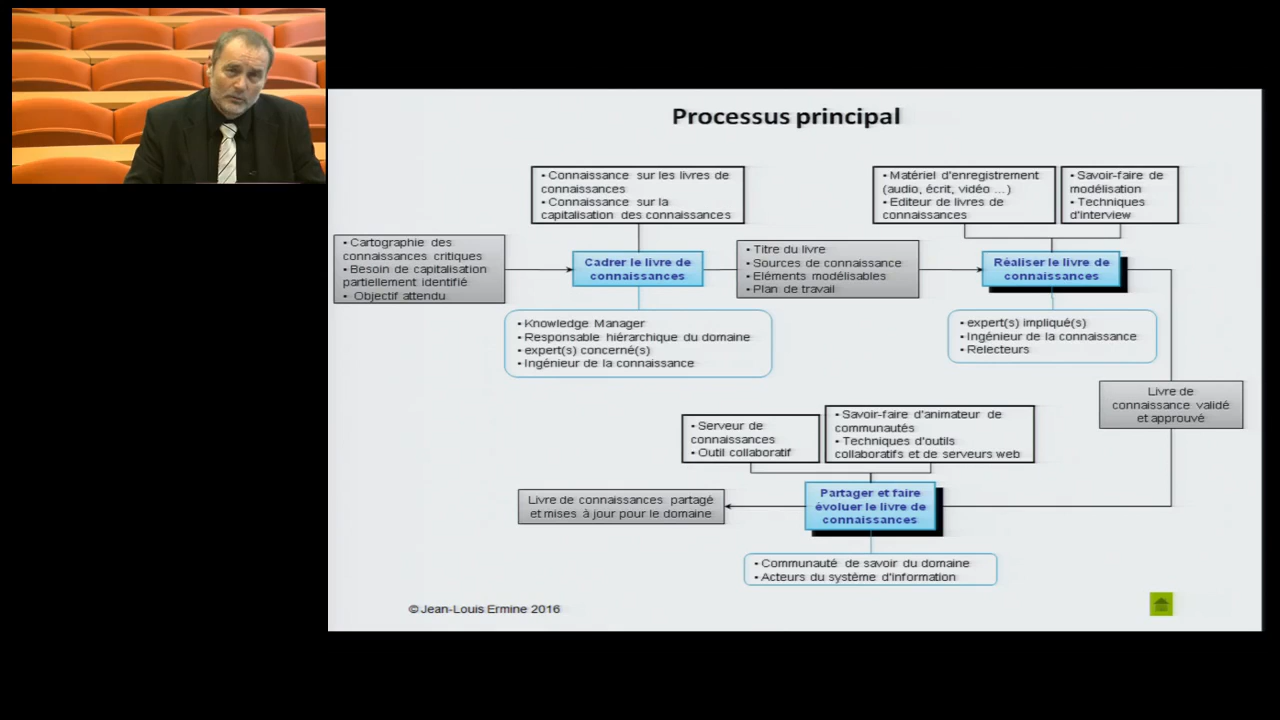 Processus principal
• Connaissance sur les livres de
connaissances
• Connaissance sur la
capitalisation des connaissances
• Matériel d'enregistrement
(audio, écrit, vidéo ...)
• Editeur de livres de
connaissances
• Savoir-faire de
modélisation
• Techniques
d'interview
• Cartographie des
connaissances critiques
• Besoin de capitalisation
partiellement identifié
• Objectif attendu
Cadrer le livre de
connaissances
• Titre du livre
• Sources de connaissance
• Eléments modélisables
• Plan de travail
Réaliser le livre de
connaissances
• Knowledge Manager
• Responsable hiérarchique du domaine
• expert(s) concerné(s)
• Ingénieur de la connaissance
• expert(s) impliqué(s)
• Ingénieur de la connaissance
• Relecteurs
Livre de
connaissance validé
et approuvé
• Serveur de
connaissances
• Outil collaboratif
• Savoir-faire d'animateur de
communautés
• Techniques d'outils
collaboratifs et de serveurs web
Livre de connaissances partagé
et mises à jour pour le domaine
Partager et faire
évoluer le livre de
connaissances
• Communauté de savoir du domaine
• Acteurs du système d'information
© Jean-Louis Ermine 2016